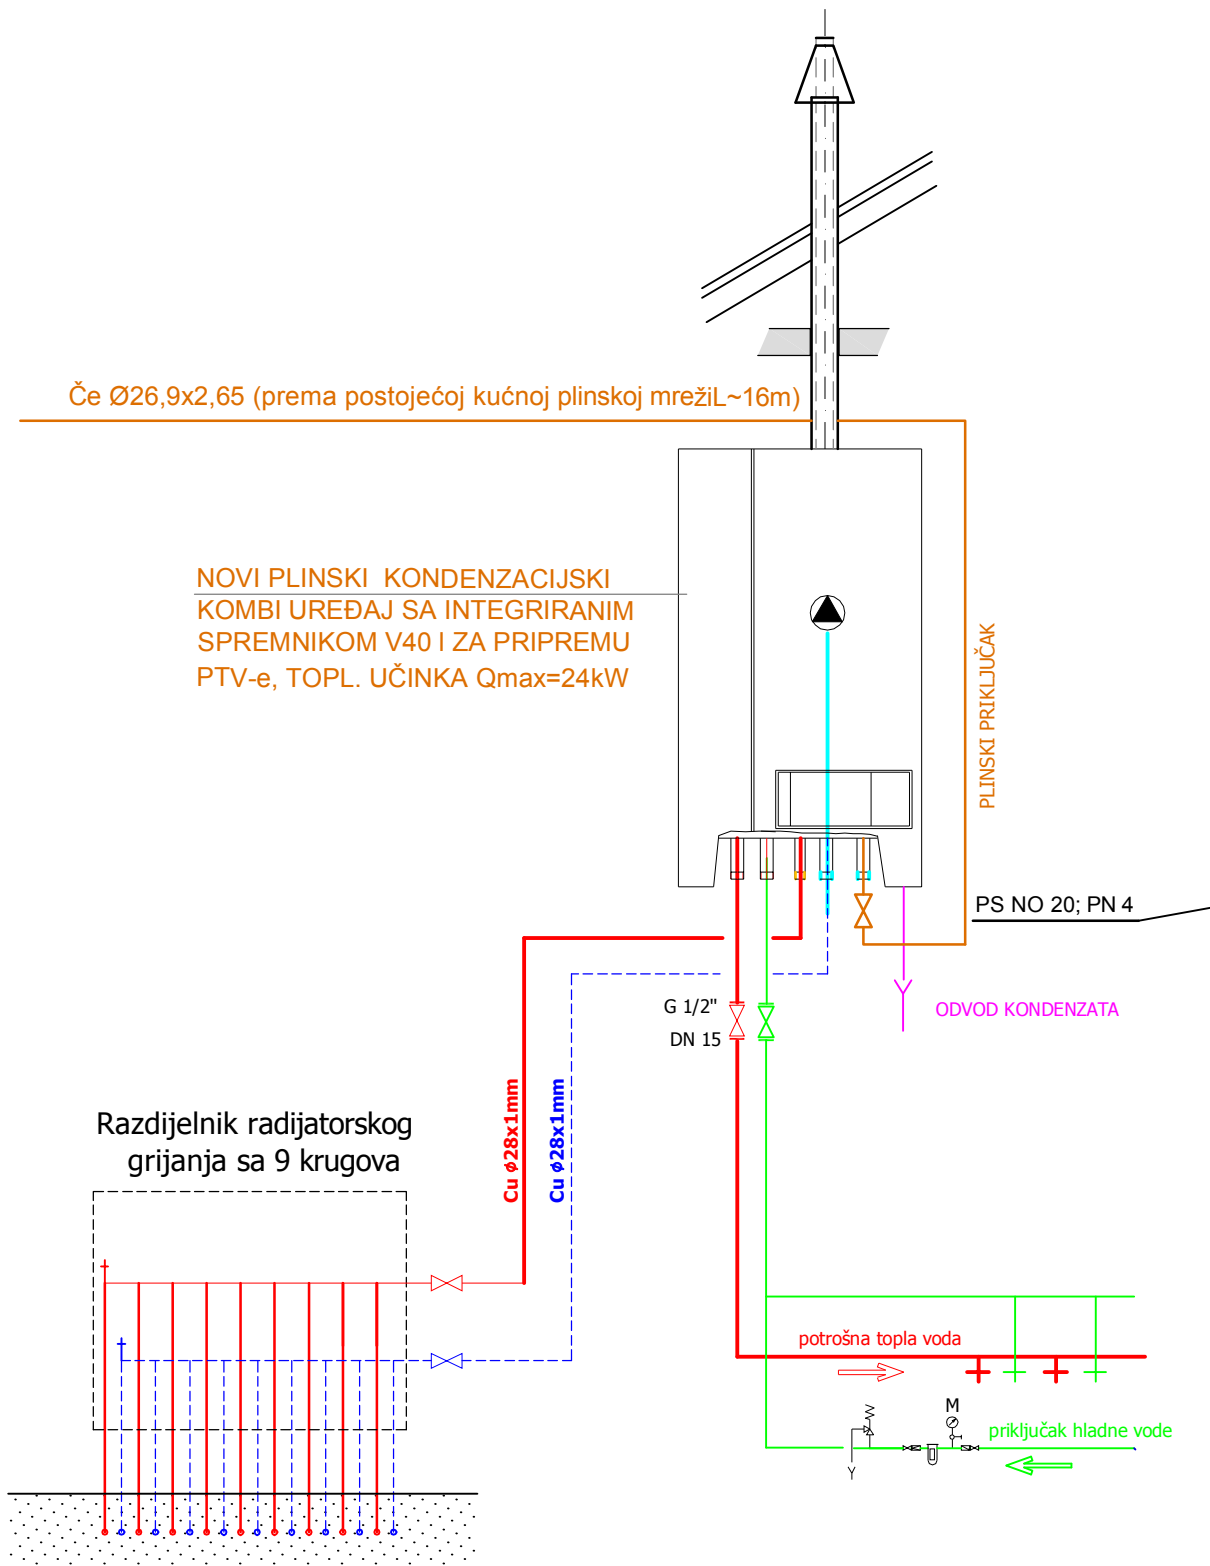 Če Ø26,9x2,65 (prema postojećoj kućnoj plinskoj mrežiL~16m)
NOVI PLINSKI KONDENZACIJSKI
KOMBI UREĐAJ SA INTEGRIRANIM
SPREMNIKOM V40 I ZA PRIPREMU
PTV-e, TOPL. UČINKA Qmax=24kW
PLINSKI PRIKLJUČAK
PS NO 20; PN 4
ODVOD KONDENZATA
G 1/2"
DN 15
Cu ϕ28x1mm
Cu ϕ28x1mm
Razdijelnik radijatorskog
grijanja sa 9 krugova
potrošna topla voda
M
priključak hladne vode